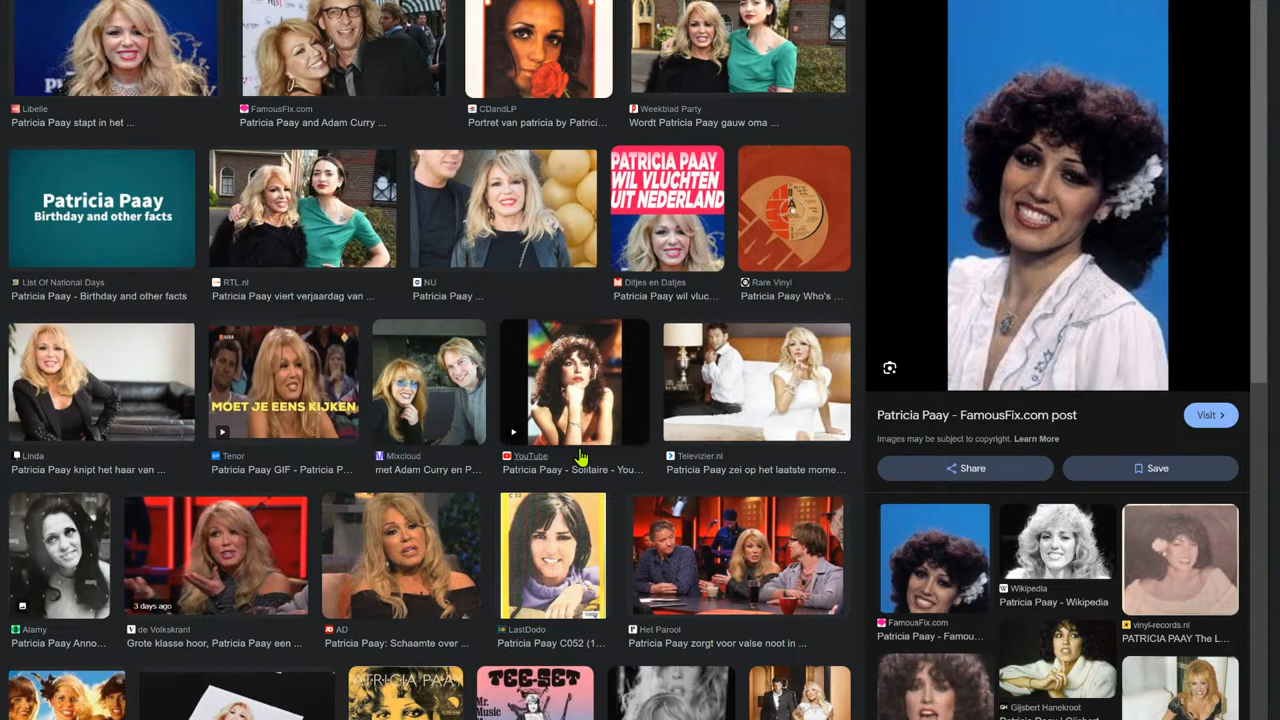 Libelle
Patricia Paay stapt in het ...
FamousFix.com
Patricia Paay and Adam Curry ...
CDandLP
Portret van patricia by Patrici...
Weekblad Party
Wordt Patricia Paay gauw oma ...
Patricia Paay
Birthday and other facts
PATRICIA PAAY
WIL VLUCHTEN
UIT NEDERLAND
List Of National Days
Patricia Paay - Birthday and other facts
RTL.nl
Patricia Paay viert verjaardag van ...
NU
Patricia Paay ...
Ditjes en Datjes
Patricia Paay wil vluc...
Rare Vinyl
Patricia Paay Who's ...
MOET JE EENS KIJKEN
Linda
Patricia Paay knipt het haar van ...
Tenor
Patricia Paay GIF - Patricia P...
Mixcloud
met Adam Curry en P...
YouTube
Patricia Paay - Solitaire - You...
Televizier.nl
Patricia Paay zei op het laatste mome...
3 days ago
Alamy
Patricia Paay Anno...
de Volkskrant
Grote klasse hoor, Patricia Paay een ...
AD
Patricia Paay: Schaamte over ...
LastDodo
Patricia Paay C052 (1...
Het Parool
Patricia Paay zorgt voor valse noot in ...
PATRICIA PAAY
TEE-SET
Mr.
Music
Patricia Paay - FamousFix.com post
Visit
Images may be subject to copyright. Learn More
Share
Save
FamousFix.com
Patricia Paay - Famou...
Wikipedia
Patricia Paay - Wikipedia
vinyl-records.nl
PATRICIA PAAY The L...
Gijsbert Hanekroot